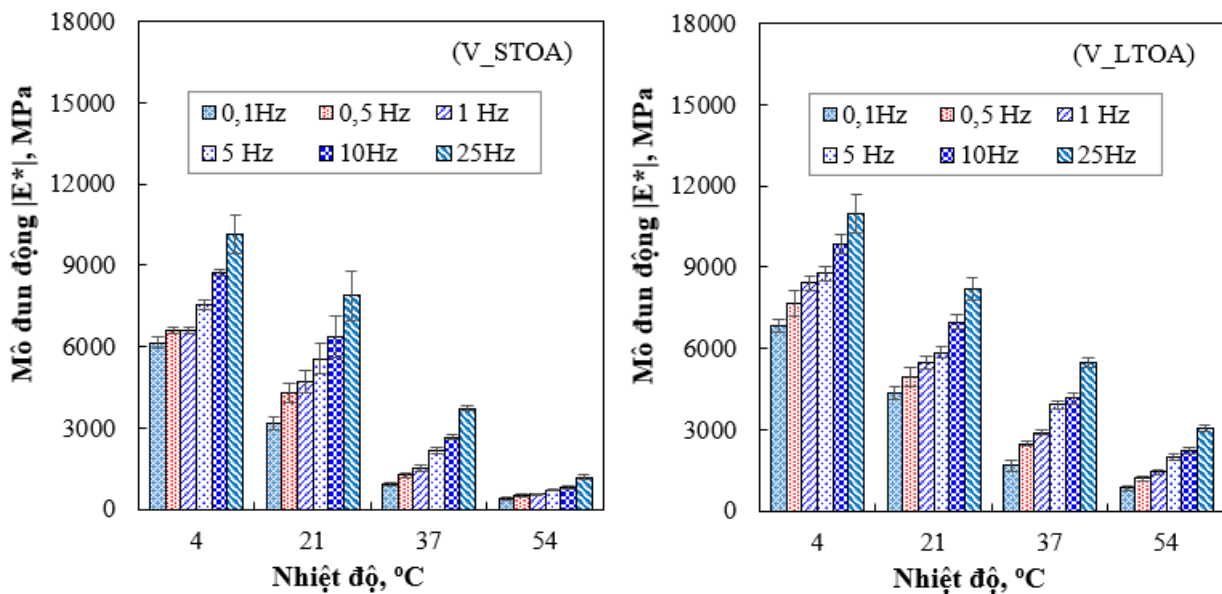 Mô đun động |E*|, MPa
18000
15000
12000
9000
6000
3000
0
(V_STOA)
0,1Hz 0,5 Hz 1 Hz
5 Hz 10Hz 25Hz
4 21 37 54
Nhiệt độ, ºC
Mô đun động |E*|, MPa
18000
15000
12000
9000
6000
3000
0
(V_LTOA)
0,1Hz 0,5 Hz 1 Hz
5 Hz 10Hz 25Hz
4 21 37 54
Nhiệt độ, ºC